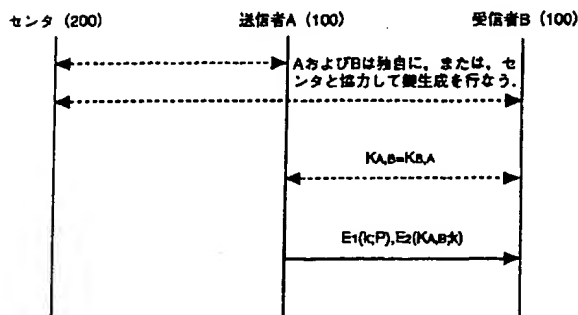 センタ (200)
送信者A (100)
受信者B (100)
AおよびBは独自に，または，セ
ンタと協力して鍵生成を行なう．
KA,B=KB,A
E1(k;P),E2(KA,B;k)